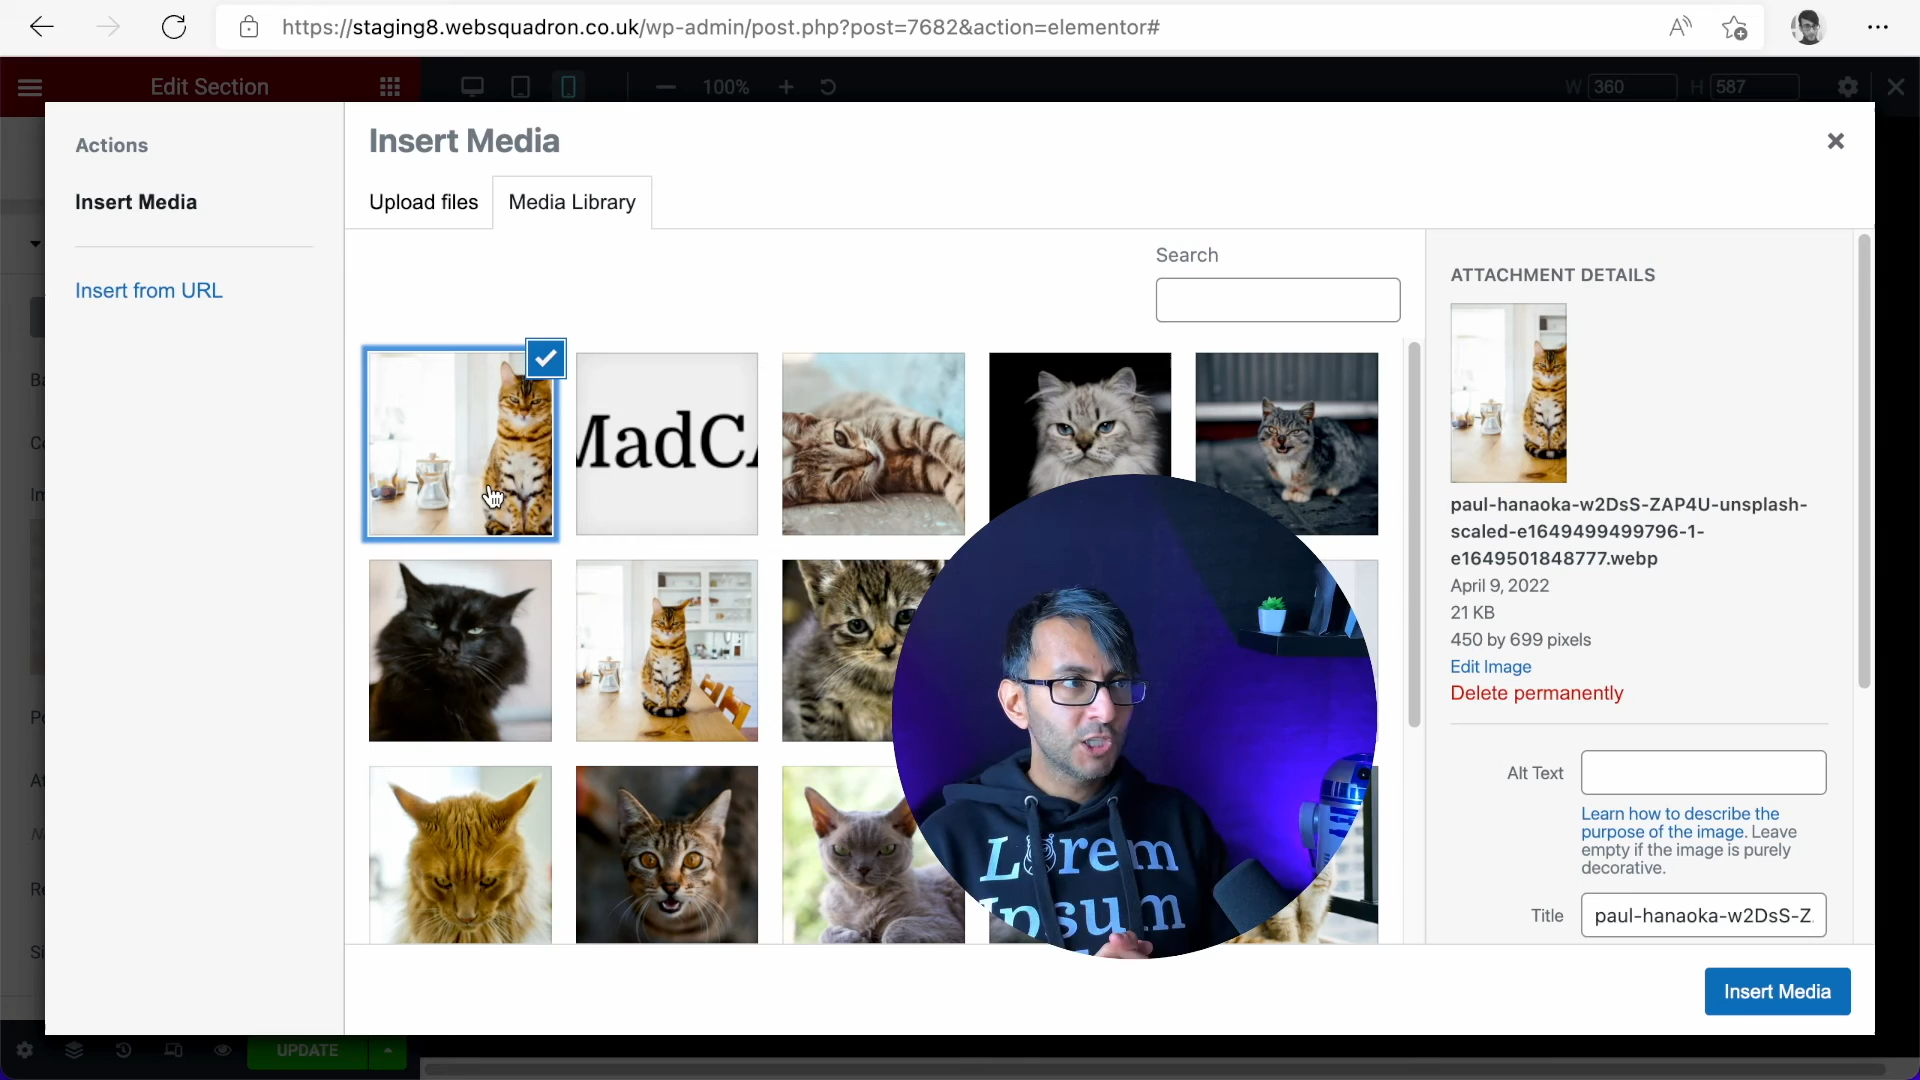 https://staging8.websquadron.co.uk/wp-admin/post.php?post=7682&action=elementor#
Edit Section
100%
W 360
H 587
Actions
Insert Media
Insert from URL
Insert Media
Upload files
Media Library
Search
MadC
ATTACHMENT DETAILS
paul-hanaoka-w2DsS-ZAP4U-unsplash-
scaled-e1649499499796-1-
e1649501848777.webp
April 9, 2022
21 KB
450 by 699 pixels
Edit Image
Delete permanently
Alt Text
Learn how to describe the
purpose of the image. Leave
empty if the image is purely
decorative.
Title
paul-hanaoka-w2DsS-Z
Lorem
Ipsum
Insert Media
UPDATE